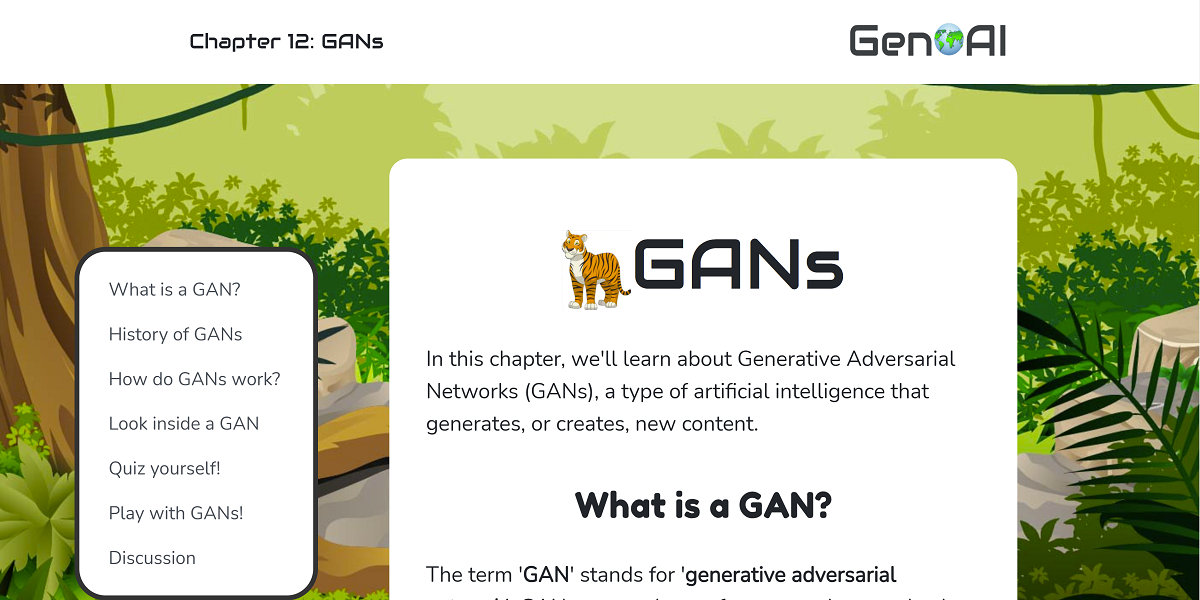 Chapter 12: GANs
Gen AI
What is a GAN?
History of GANs
How do GANs work?
Look inside a GAN
Quiz yourself!
Play with GANs!
Discussion
GANs
In this chapter, we'll learn about Generative Adversarial
Networks (GANs), a type of artificial intelligence that
generates, or creates, new content.
What is a GAN?
The term 'GAN' stands for 'generative adversarial